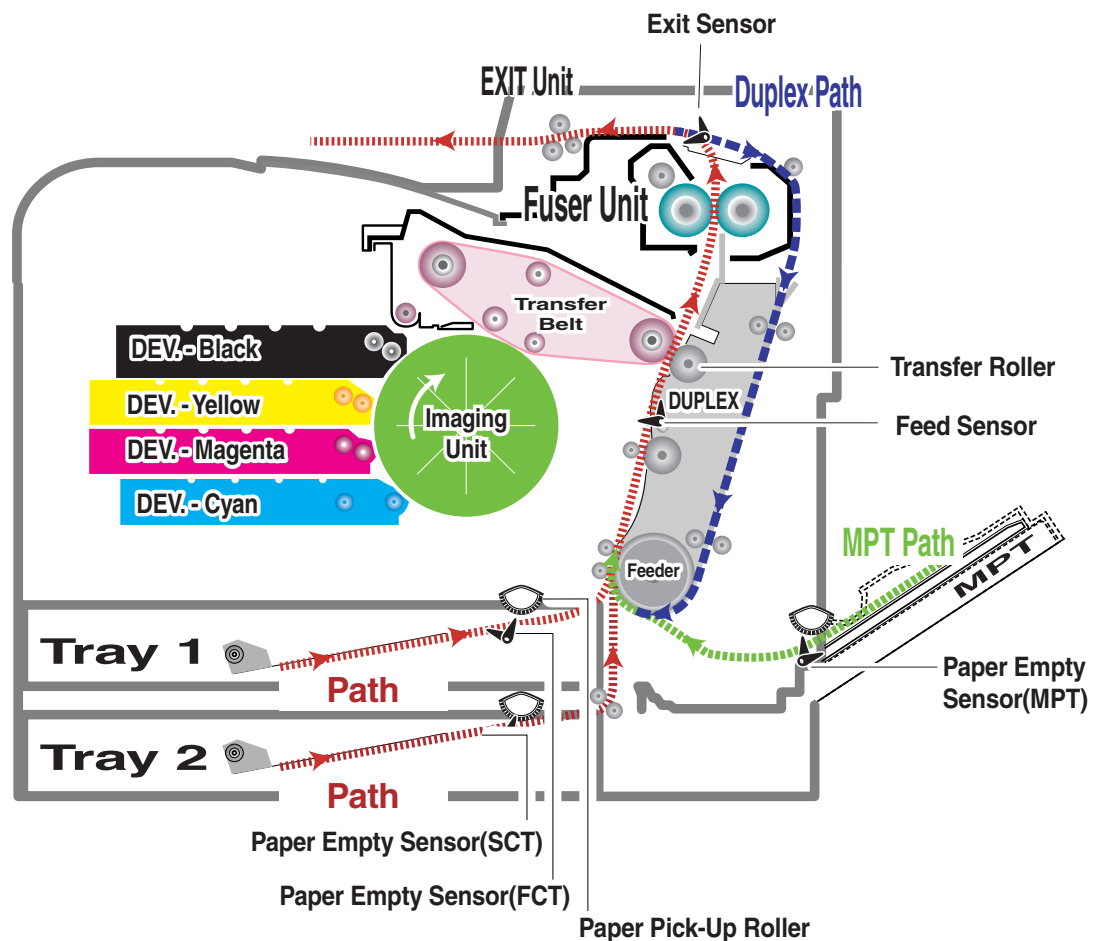 Exit Sensor
EXIT Unit
Duplex Path
Fuser Unit
Transfer
Belt
DEV. - Black
DEV. - Yellow
DEV. - Magenta
DEV. - Cyan
Imaging
Unit
DUPLEX
Transfer Roller
Feed Sensor
MPT Path
MPT
Feeder
Tray 1
Path
Paper Empty
Sensor(MPT)
Tray 2
Path
Paper Empty Sensor(SCT)
Paper Empty Sensor(FCT)
Paper Pick-Up Roller